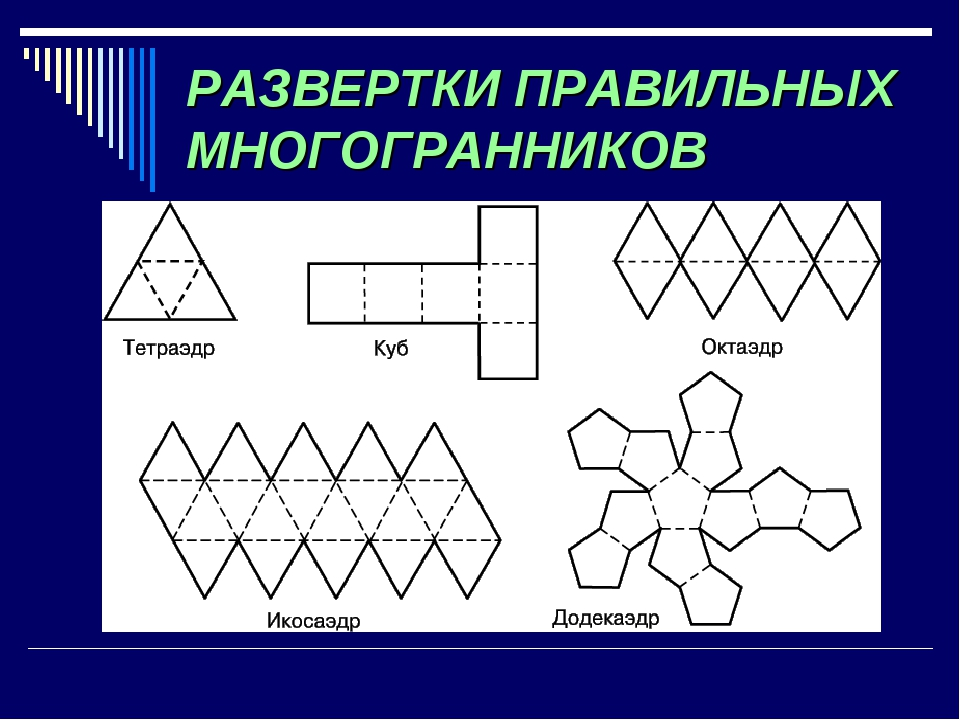 РАЗВЕРТКИ ПРАВИЛЬНЫХ
МНОГОГРАННИКОВ
Тетраэдр
Куб
Октаэдр
Икосаэдр
Додекаэдр